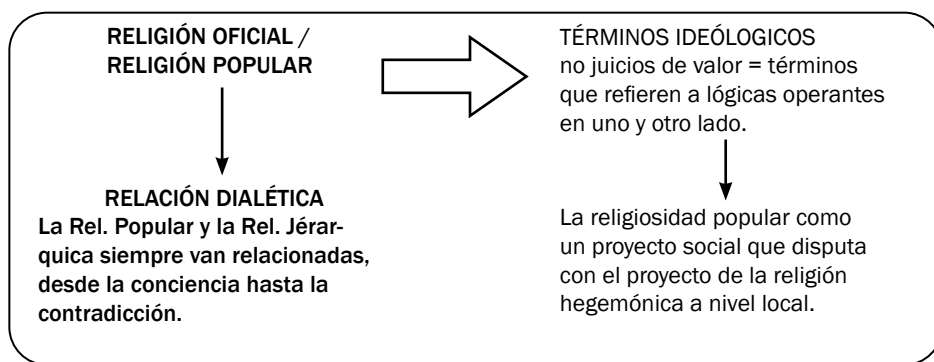 RELIGIÓN OFICIAL /
RELIGIÓN POPULAR
RELACIÓN DIALÉTICA
La Rel. Popular y la Rel. Jérar-
quica siempre van relacionadas,
desde la conciencia hasta la
contradicción.
TÉRMINOS IDEÓLOGICOS
no juicios de valor = términos
que refieren a lógicas operantes
en uno y otro lado.
La religiosidad popular como
un proyecto social que disputa
con el proyecto de la religión
hegemónica a nivel local.